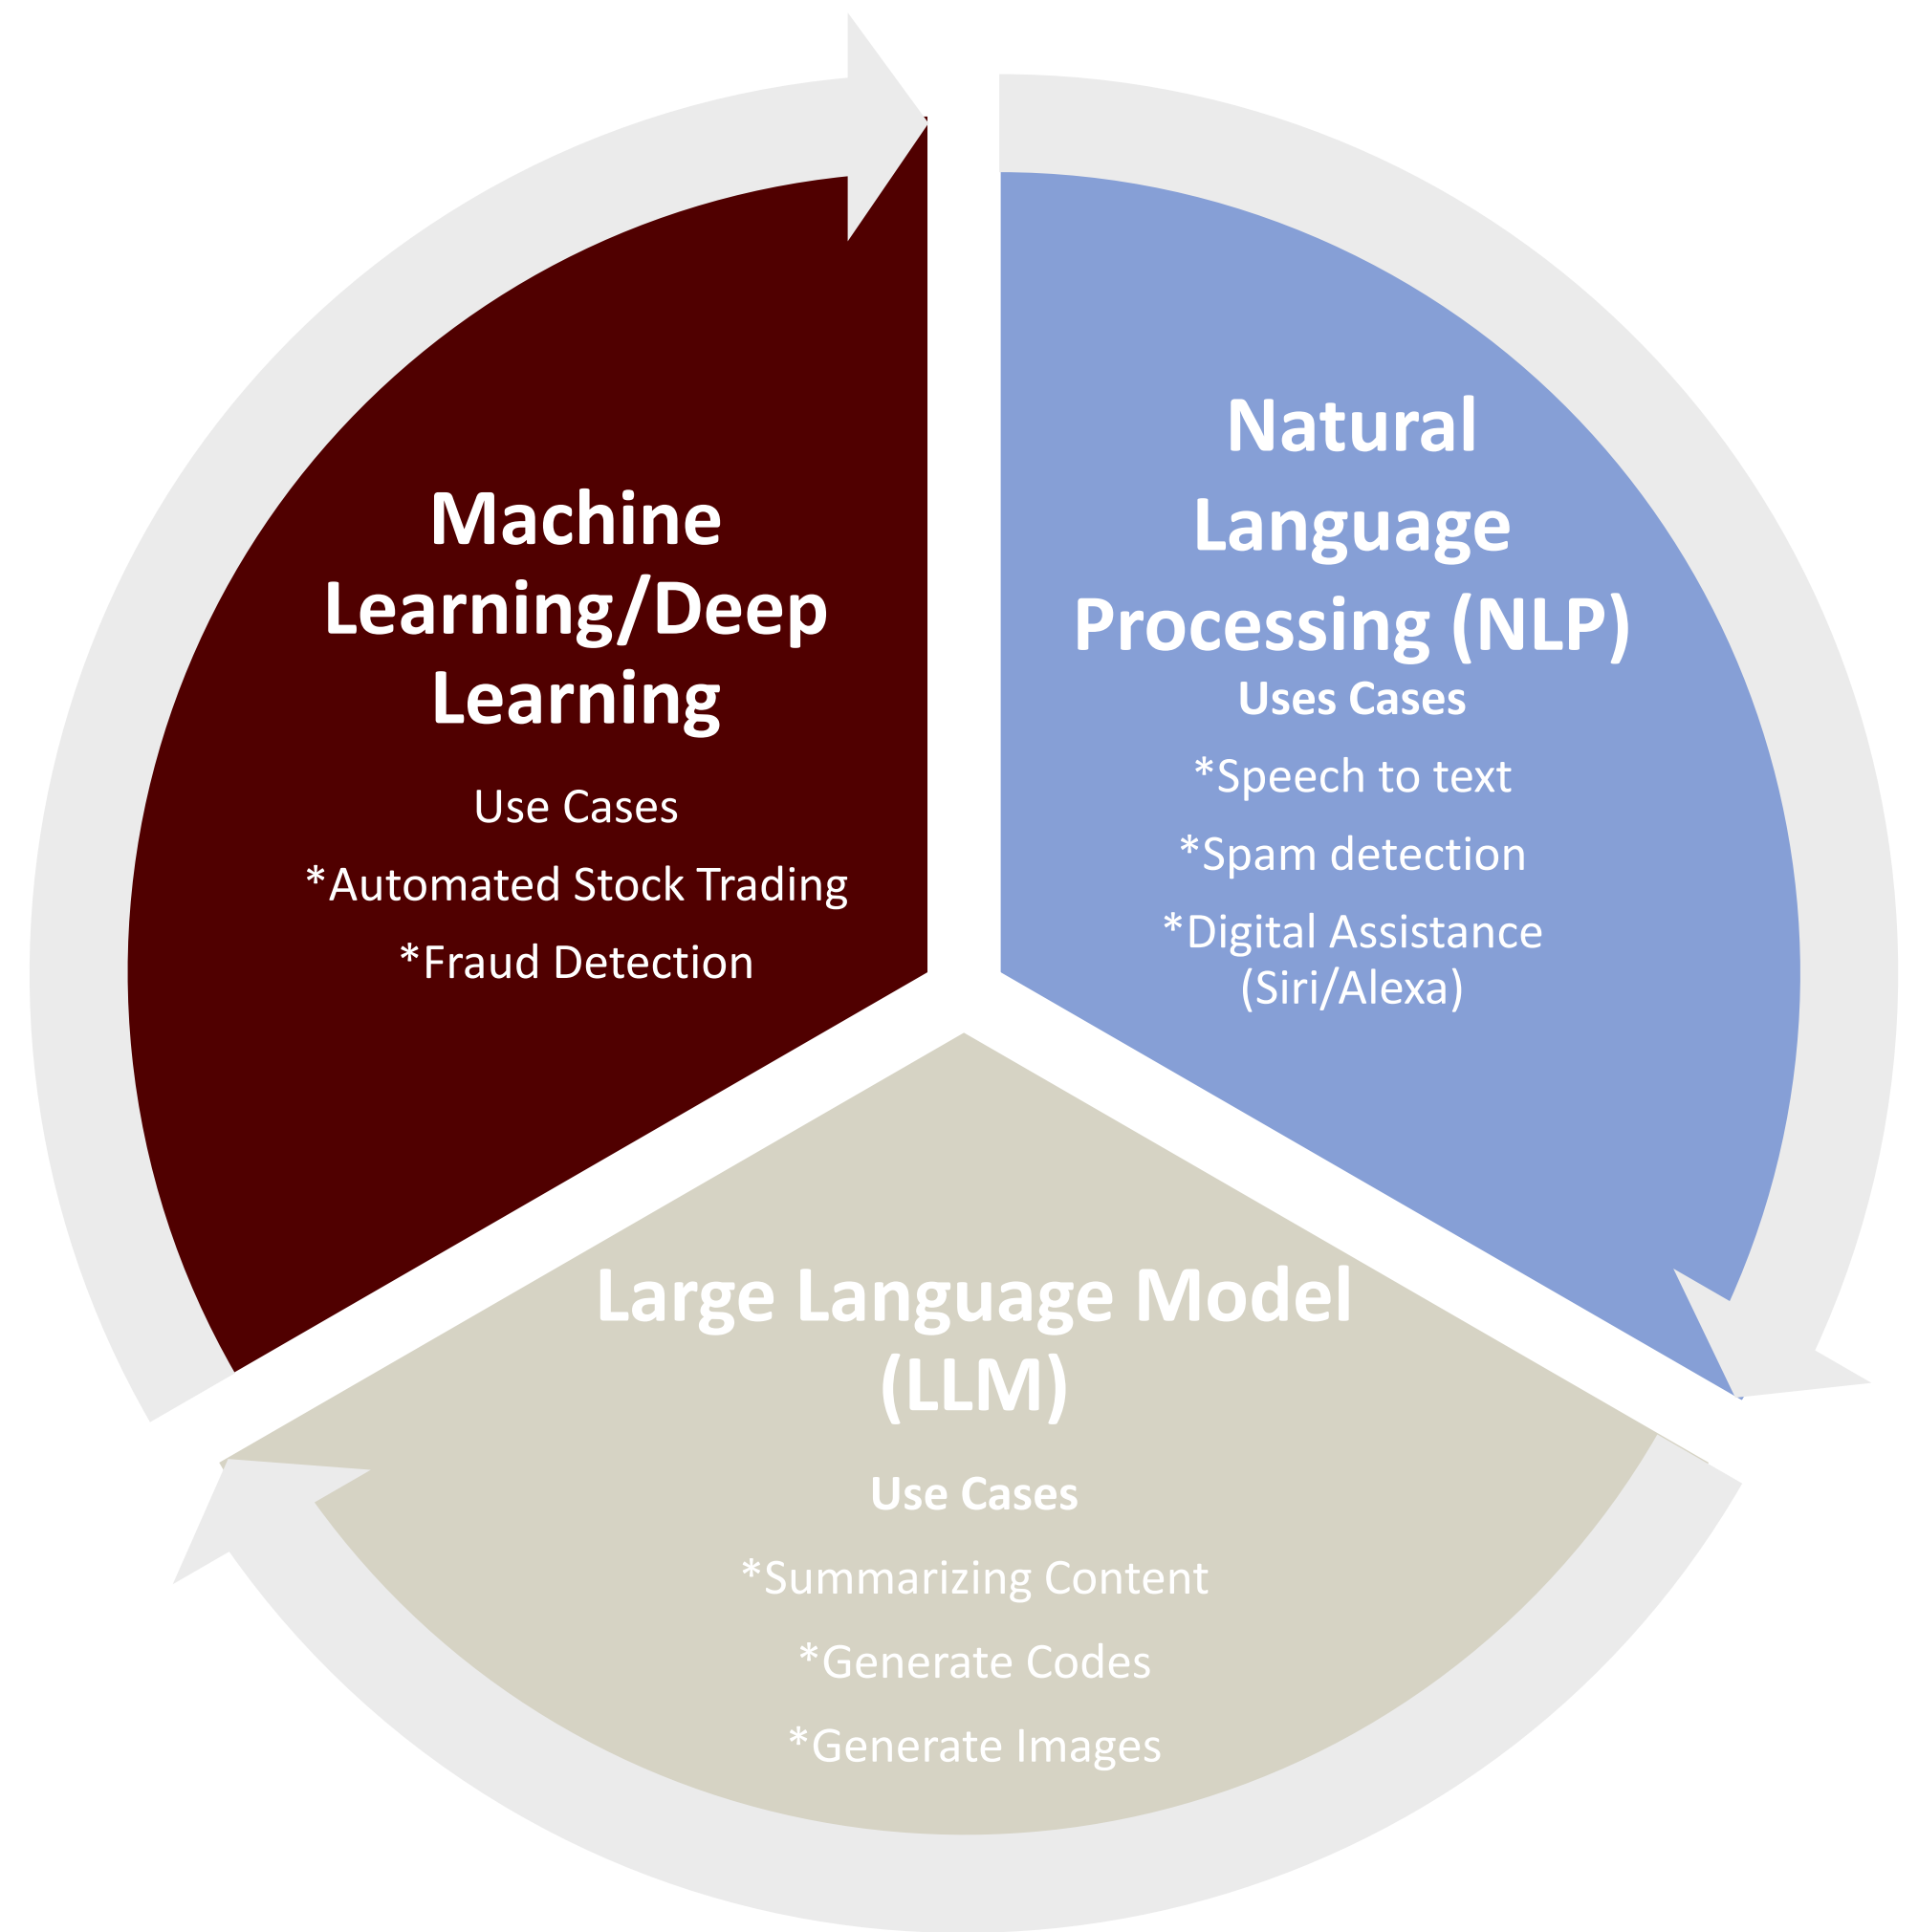 Machine
Learning/Deep
Learning
Use Cases
*Automated Stock Trading
*Fraud Detection
Natural
Language
Processing (NLP)
Uses Cases
*Speech to text
*Spam detection
*Digital Assistance
(Siri/Alexa)
Large Language Model
(LLM)
Use Cases
*Summarizing Content
*Generate Codes
*Generate Images